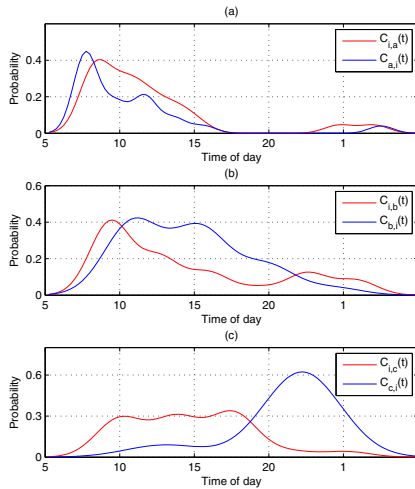 (a)
0.4
0.2
0
Probability
C_{i,a}(t)
C_{a,i}(t)
5 10 15 20 1
Time of day
(b)
0.6
0.4
0.2
0
Probability
C_{i,b}(t)
C_{b,i}(t)
5 10 15 20 1
Time of day
(c)
0.6
0.3
0
Probability
C_{i,c}(t)
C_{c,i}(t)
5 10 15 20 1
Time of day